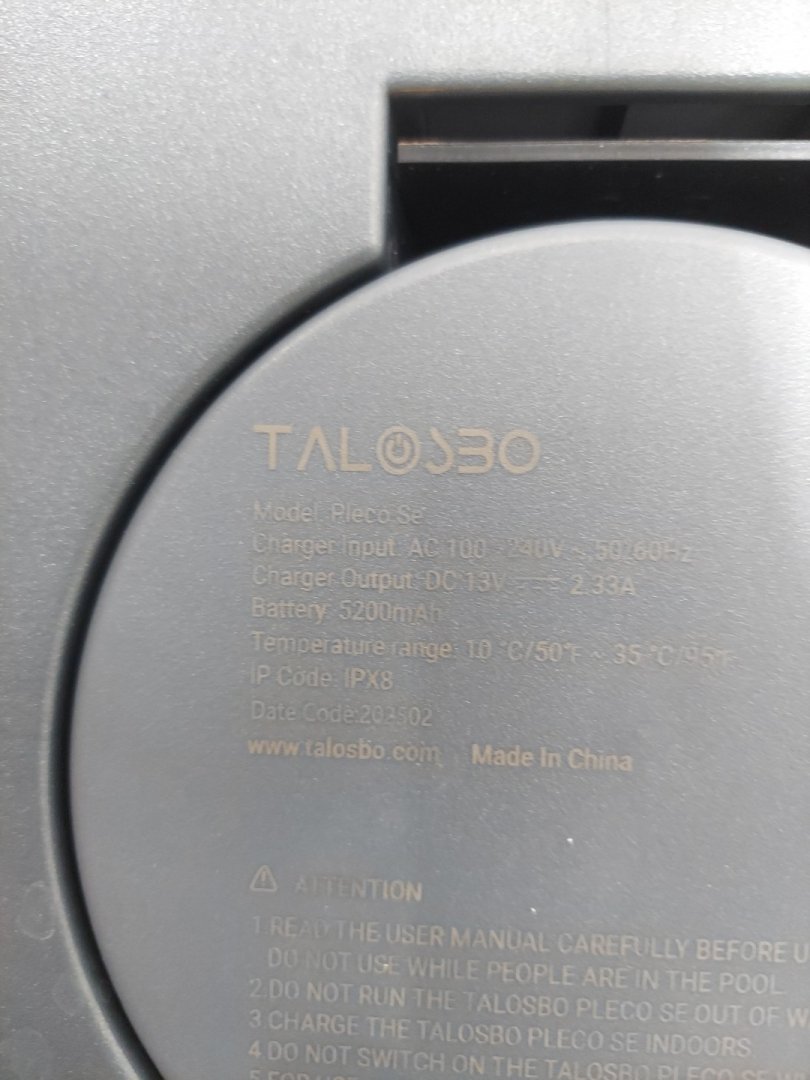 TALOSBO
Model: Pleco Se
Charger Input: AC 100 -240V ~ 50/60Hz
Charger Output: DC 13V ⎓ 2.33A
Battery: 5200mAh
Temperature range: 10 °C/50°F ~ 35 °C/95°F
IP Code: IPX8
Date Code:
www.talosbo.com Made In China
⚠ ATTENTION
1.READ THE USER MANUAL CAREFULLY BEFORE
DO NOT USE WHILE PEOPLE ARE IN THE POOL
2.DO NOT RUN THE TALOSBO PLECO SE OUT OF
3.CHARGE THE TALOSBO PLECO SE INDOORS.
4.DO NOT SWITCH ON THE TALOSBO PLECO SE